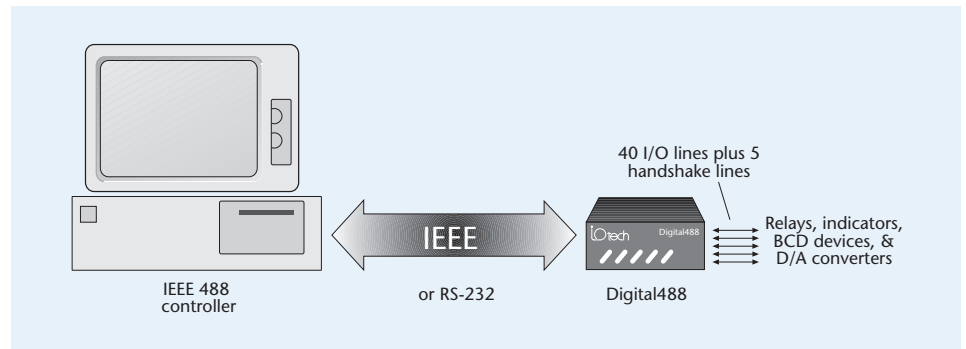 40 I/O lines plus 5
handshake lines
IEEE
IOtech
Digital488
Relays, indicators,
BCD devices, &
D/A converters
IEEE 488
controller
or RS-232
Digital488